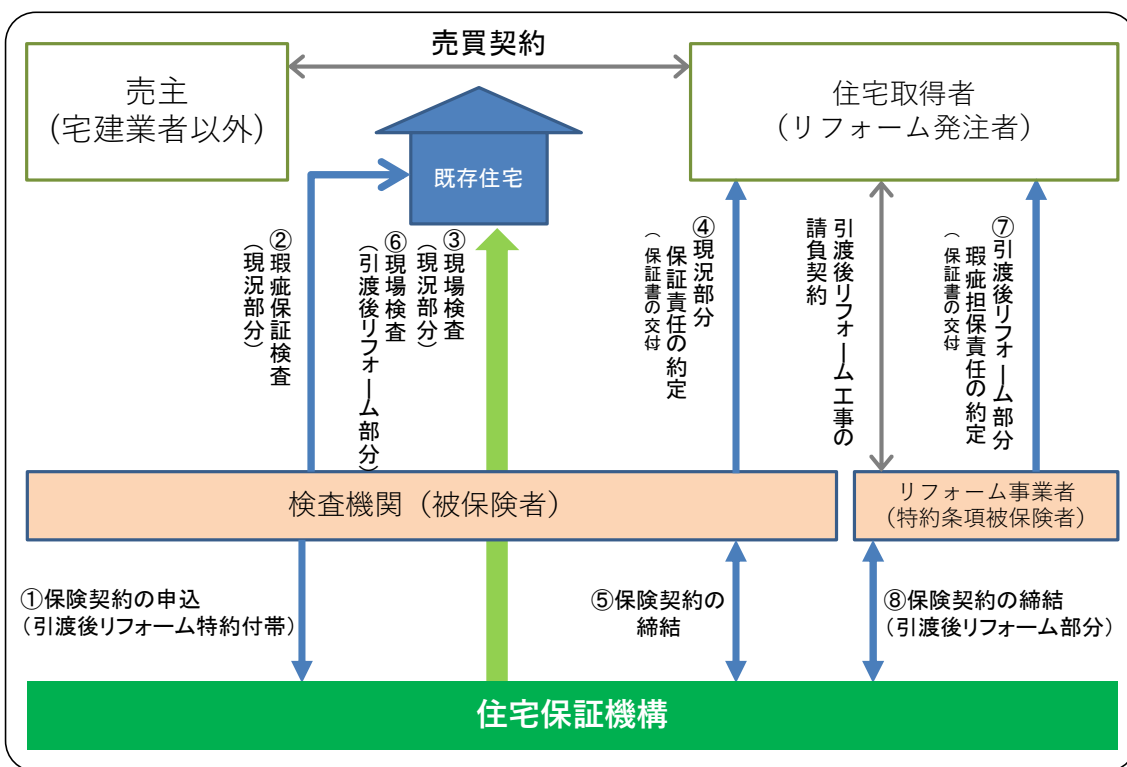 売買契約
売主
(宅建業者以外)
住宅取得者
(リフォーム発注者)
既存住宅
②瑕疵保証検査
(現況部分)
③現場検査
(現況部分)
⑥現場検査
(引渡後リフォーム部分)
④現況部分
保証責任の約定
(保証書の交付)
引渡後リフォーム工事の
請負契約
⑦引渡後リフォーム部分
瑕疵担保責任の約定
(保証書の交付)
検査機関(被保険者)
リフォーム事業者
(特約条項被保険者)
①保険契約の申込
(引渡後リフォーム特約付帯)
⑤保険契約の
締結
⑧保険契約の締結
(引渡後リフォーム部分)
住宅保証機構